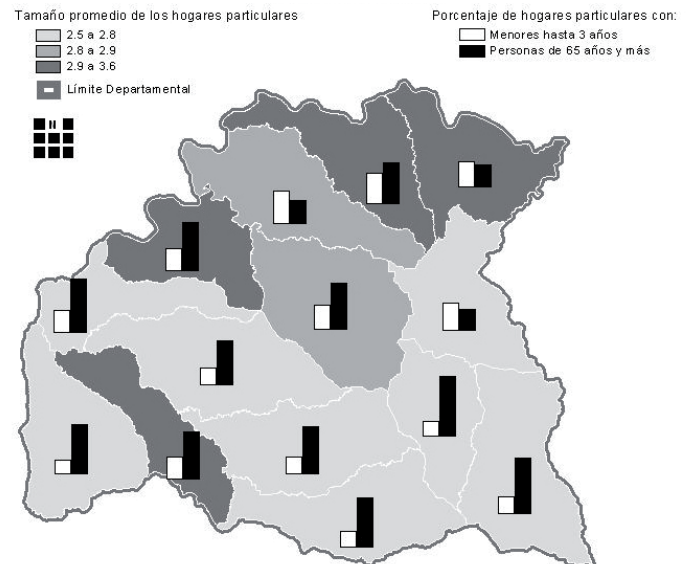 Tamaño promedio de los hogares particulares
2.5 a 2.8
2.8 a 2.9
2.9 a 3.6
Límite Departamental
N
Porcentaje de hogares particulares con:
Menores hasta 3 años
Personas de 65 años y más